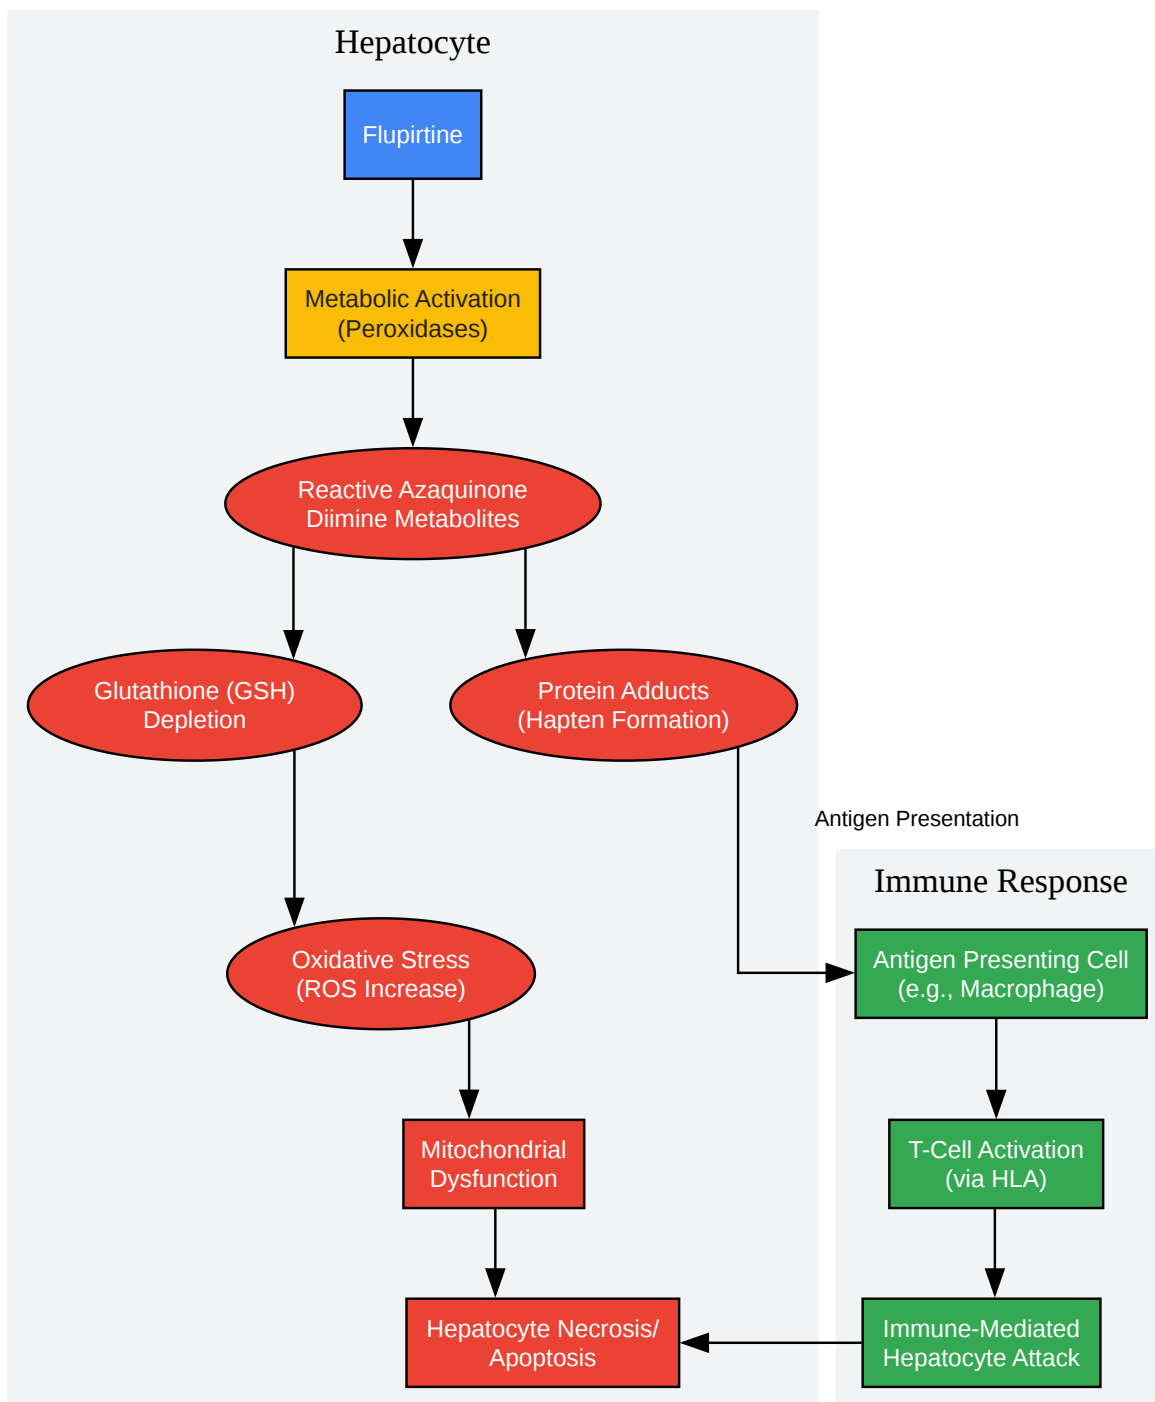 Hepatocyte
Flupirtine
Metabolic Activation
(Peroxidases)
Reactive Azaquinone
Diimine Metabolites
Glutathione (GSH)
Depletion
Protein Adducts
(Hapten Formation)
Antigen Presentation
Immune Response
Oxidative Stress
(ROS Increase)
Antigen Presenting Cell
(e.g., Macrophage)
Mitochondrial
Dysfunction
T-Cell Activation
(via HLA)
Hepatocyte Necrosis/
Apoptosis
Immune-Mediated
Hepatocyte Attack